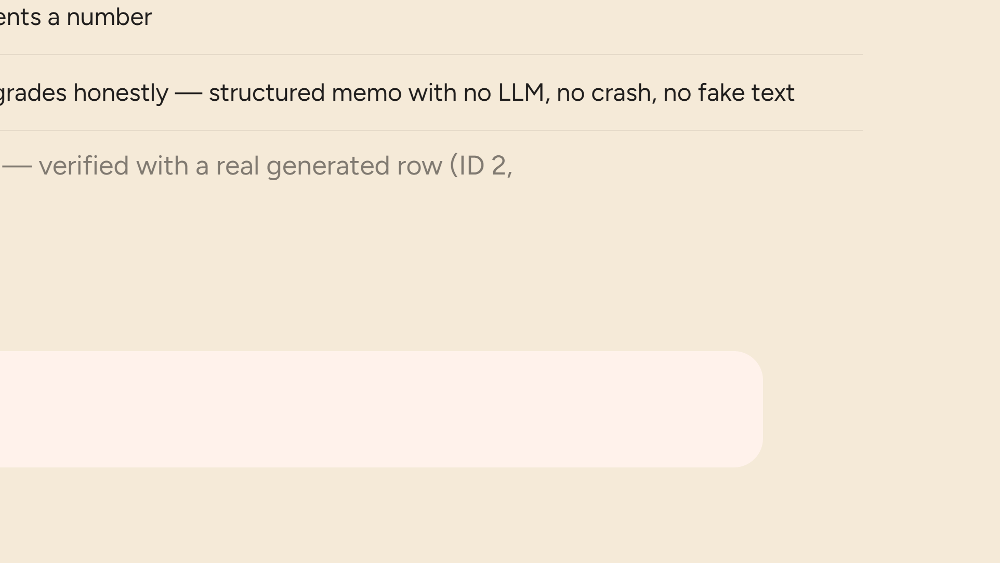 ents a number
grades honestly — structured memo with no LLM, no crash, no fake text
— verified with a real generated row (ID 2,